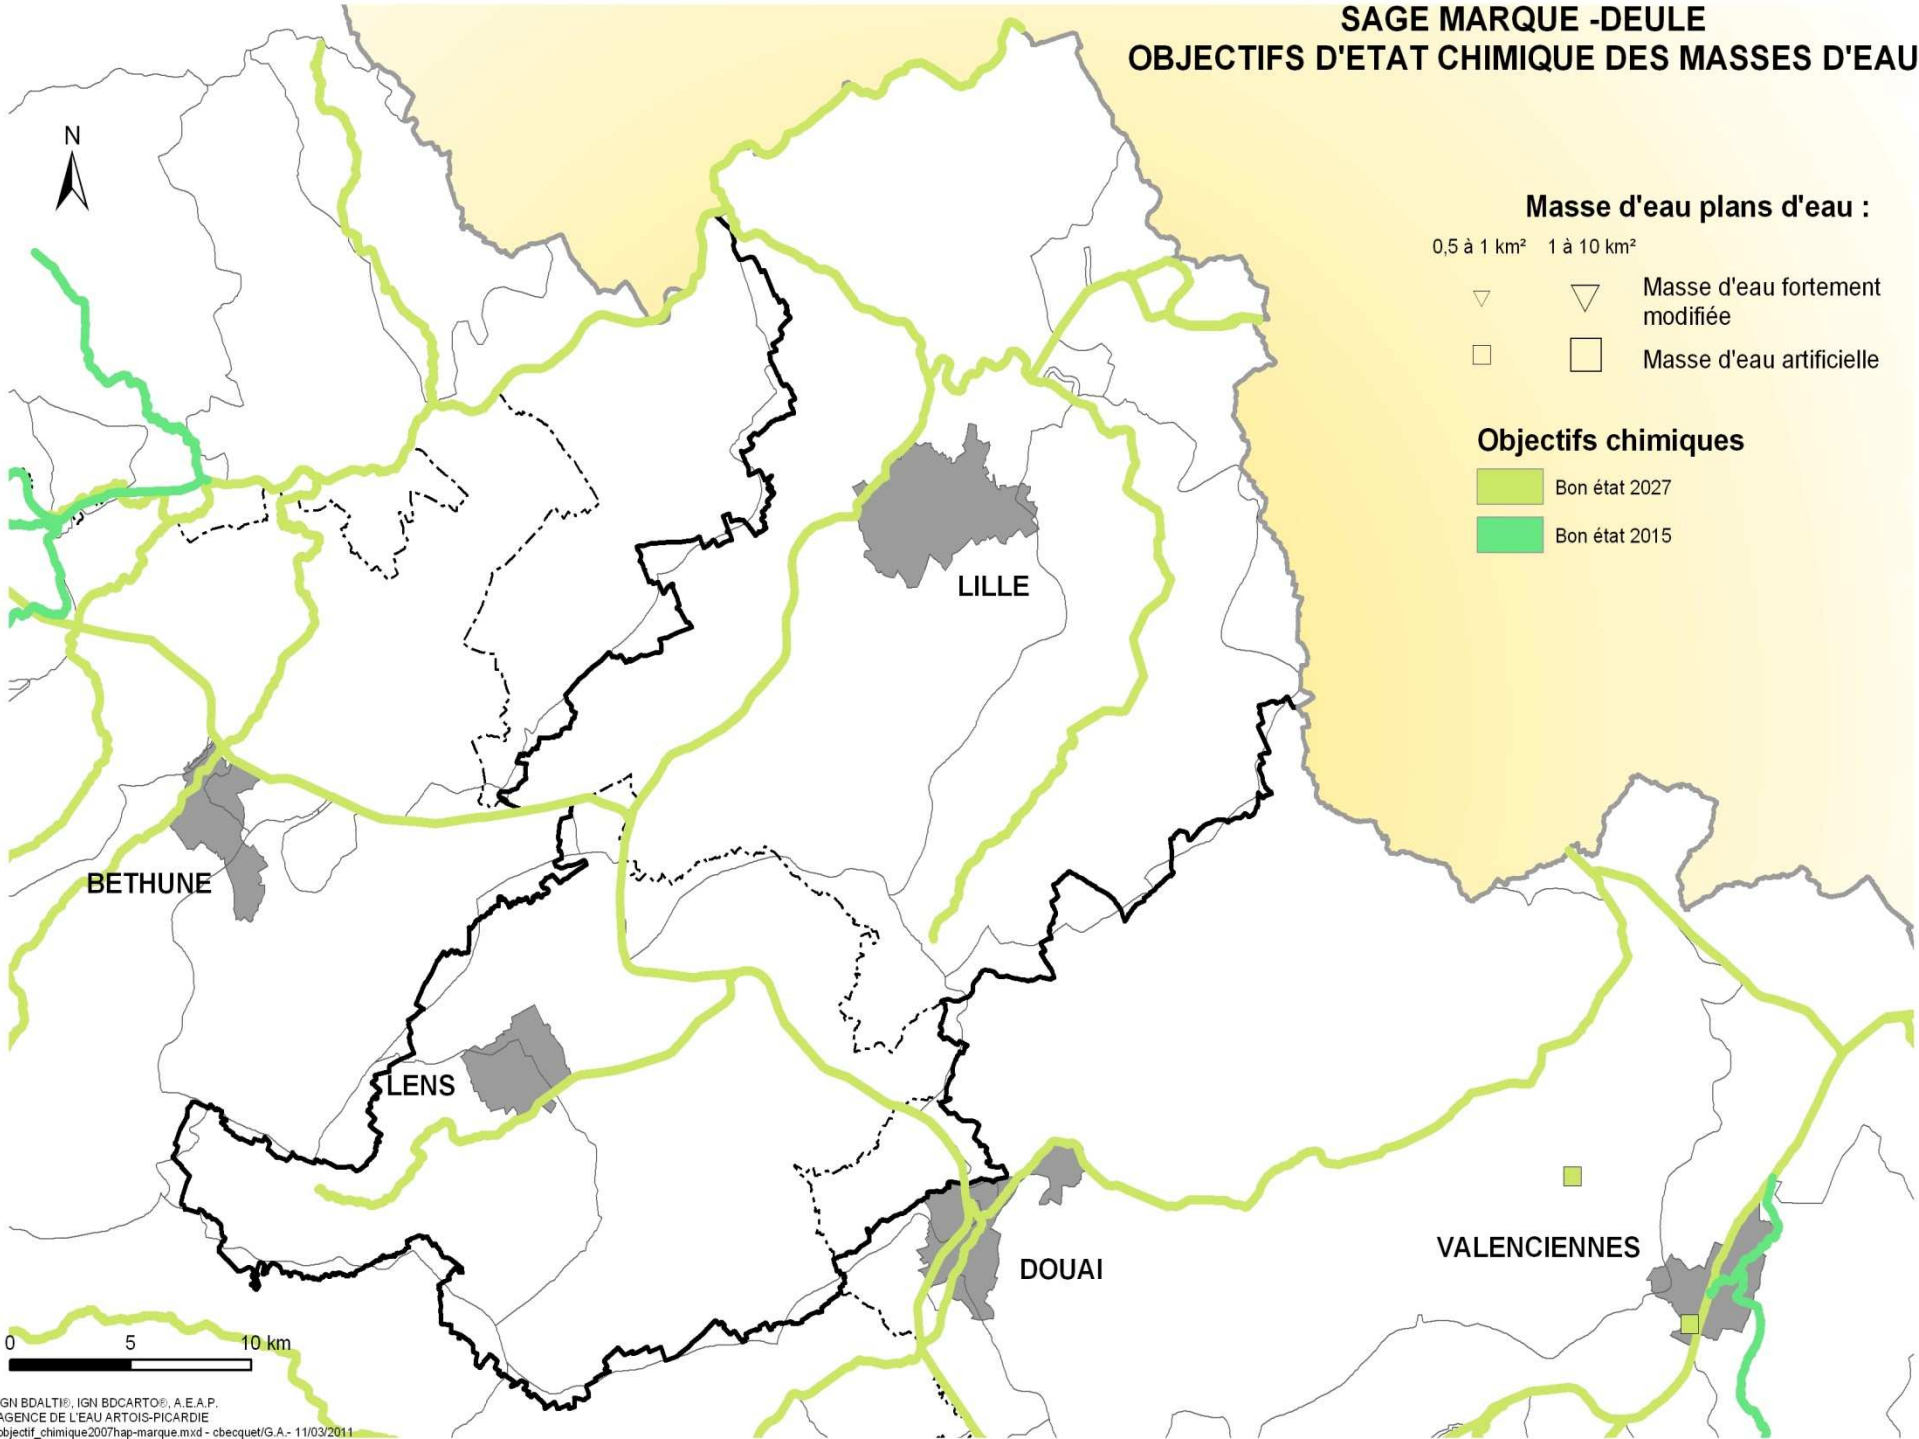 SAGE MARQUE -DEULE
OBJECTIFS D'ETAT CHIMIQUE DES MASSES D'EAU
N
Masse d'eau plans d'eau :
0,5 à 1 km² 1 à 10 km²
Masse d'eau fortement
modifiée
Masse d'eau artificielle
Objectifs chimiques
Bon état 2027
Bon état 2015
LILLE
BETHUNE
LENS
DOUAI
VALENCIENNES
0 5 10 km
GN BDALTI®, IGN BDCARTO®, A.E.A.P.
AGENCE DE L'EAU ARTOIS-PICARDIE
objectif_chimique2007hap-marque.mxd - cbecquet/G.A.- 11/03/2011